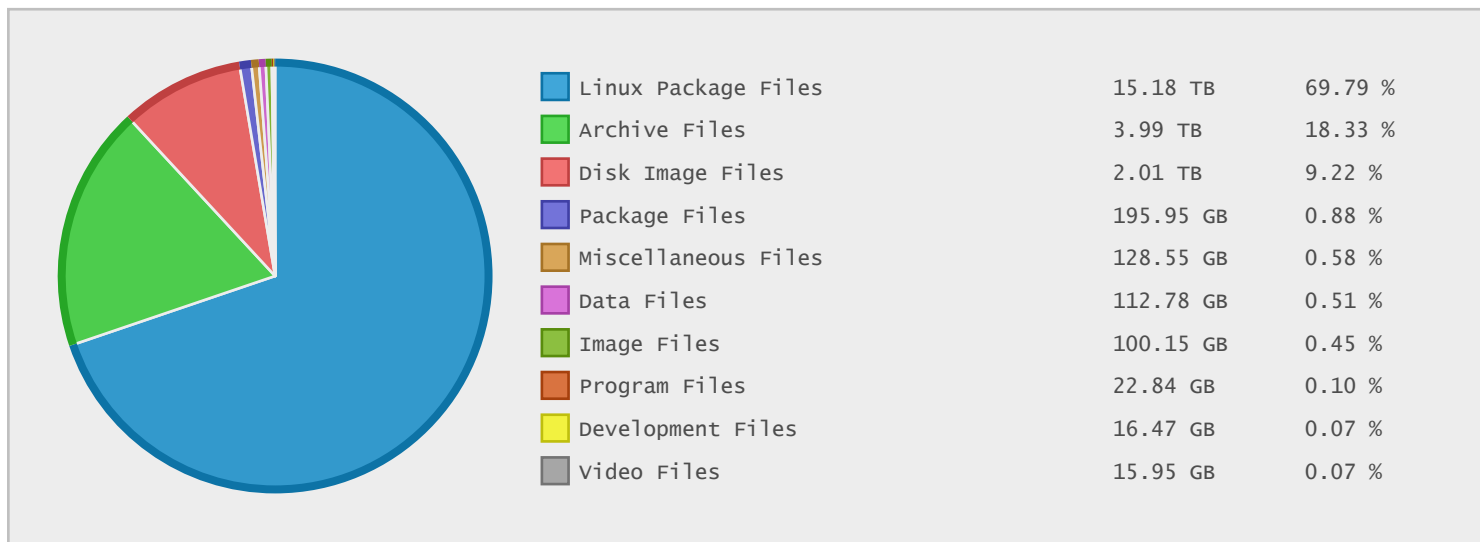 Linux Package Files 15.18 TB 69.79 %
Archive Files 3.99 TB 18.33 %
Disk Image Files 2.01 TB 9.22 %
Package Files 195.95 GB 0.88 %
Miscellaneous Files 128.55 GB 0.58 %
Data Files 112.78 GB 0.51 %
Image Files 100.15 GB 0.45 %
Program Files 22.84 GB 0.10 %
Development Files 16.47 GB 0.07 %
Video Files 15.95 GB 0.07 %